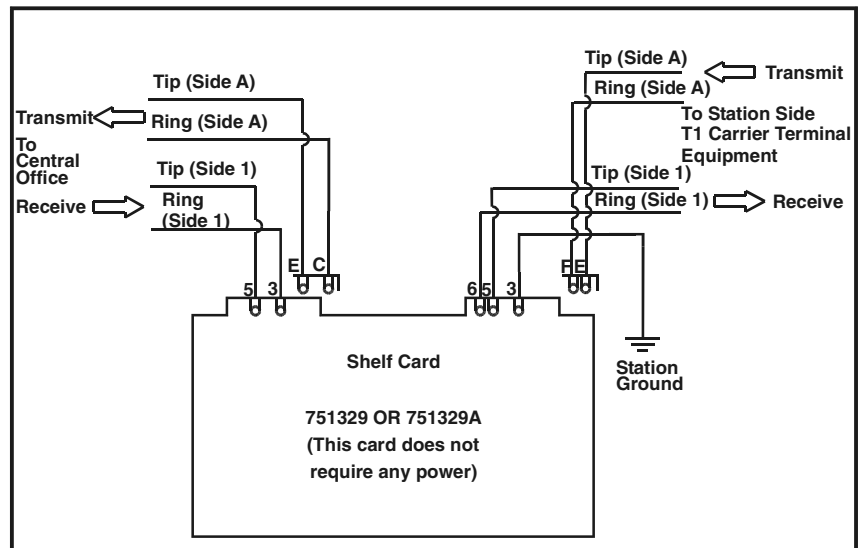 Tip (Side A)
Transmit
Ring (Side A)
To
Central
Office
Tip (Side 1)
Receive
Ring
(Side 1)
E C
5 3
Tip (Side A)
Transmit
Ring (Side A)
To Station Side
T1 Carrier Terminal
Equipment
Tip (Side 1)
Ring (Side 1)
Receive
F E
6 5 3
Station
Ground
Shelf Card
751329 OR 751329A
(This card does not
require any power)